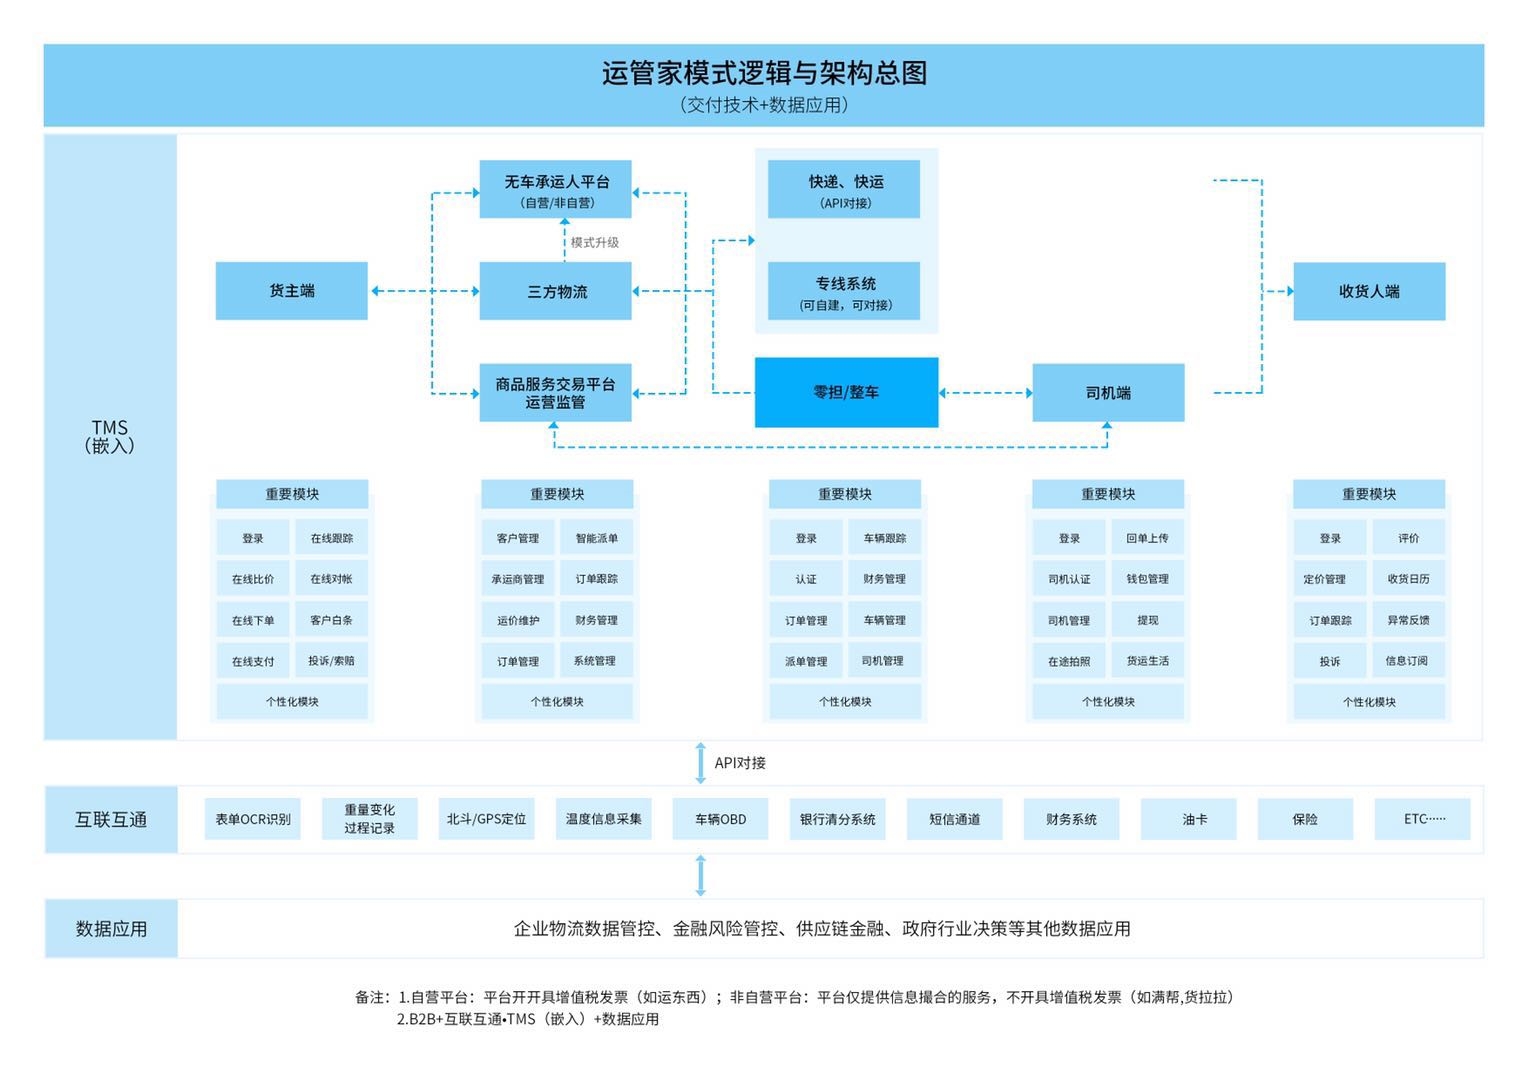 运管家模式逻辑与架构总图
（交付技术+数据应用）
TMS
（嵌入）
无车承运人平台
（自营/非自营）
模式升级
货主端
三方物流
商品服务交易平台
运营监管
快递、快运
（API对接）
专线系统
（可自建，可对接）
零担/整车
司机端
收货人端
重要模块
登录
在线跟踪
在线比价
在线对帐
在线下单
客户白条
在线支付
投诉/索赔
个性化模块
重要模块
客户管理
智能派单
承运商管理
订单跟踪
运价维护
财务管理
订单管理
系统管理
个性化模块
重要模块
登录
车辆跟踪
认证
财务管理
订单管理
车辆管理
派单管理
司机管理
个性化模块
重要模块
登录
回单上传
司机认证
钱包管理
司机管理
提现
在途拍照
货运生活
个性化模块
重要模块
登录
评价
定价管理
收货日历
订单跟踪
异常反馈
投诉
信息订阅
个性化模块
API对接
互联互通
表单OCR识别
重量变化
过程记录
北斗/GPS定位
温度信息采集
车辆OBD
银行清分系统
短信通道
财务系统
油卡
保险
ETC······
数据应用
企业物流数据管控、金融风险管控、供应链金融、政府行业决策等其他数据应用
备注：1.自营平台：平台开开具增值税发票（如运东西）；非自营平台：平台仅提供信息撮合的服务，不开具增值税发票（如满帮,货拉拉）
2.B2B+互联互通•TMS（嵌入）+数据应用